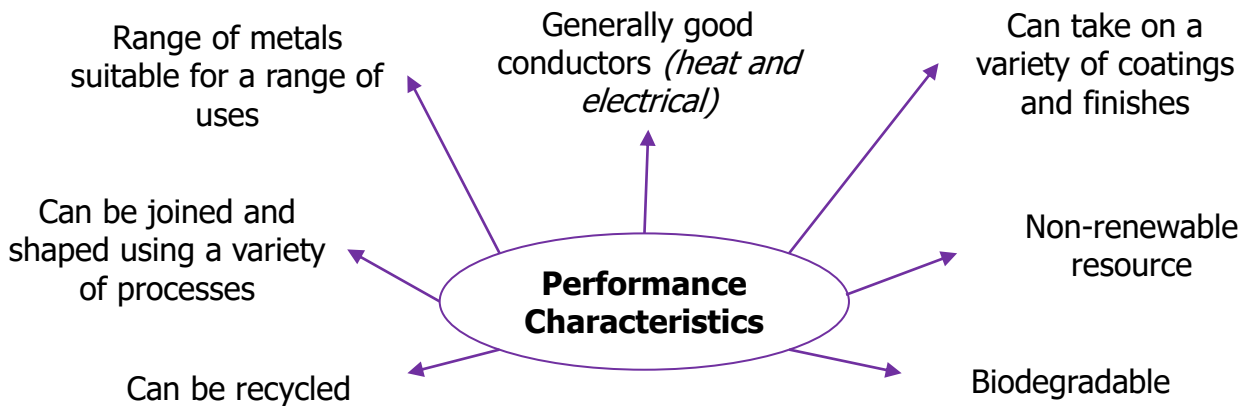 Range of metals
suitable for a range of
uses
Generally good
conductors (heat and
electrical)
Can take on a
variety of coatings
and finishes
Can be joined and
shaped using a variety
of processes
Non-renewable
resource
Performance
Characteristics
Can be recycled
Biodegradable